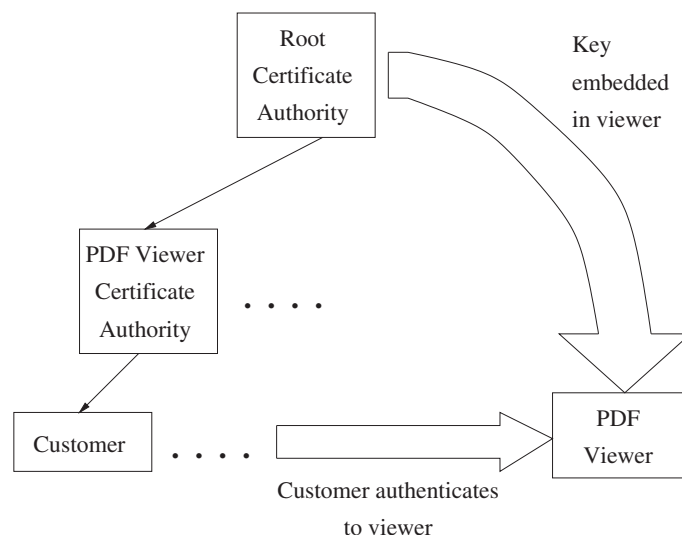 Root
Certificate
Authority
Key
embedded
in viewer
PDF Viewer
Certificate
Authority
. . . .
Customer
. . . .
PDF
Viewer
Customer authenticates
to viewer